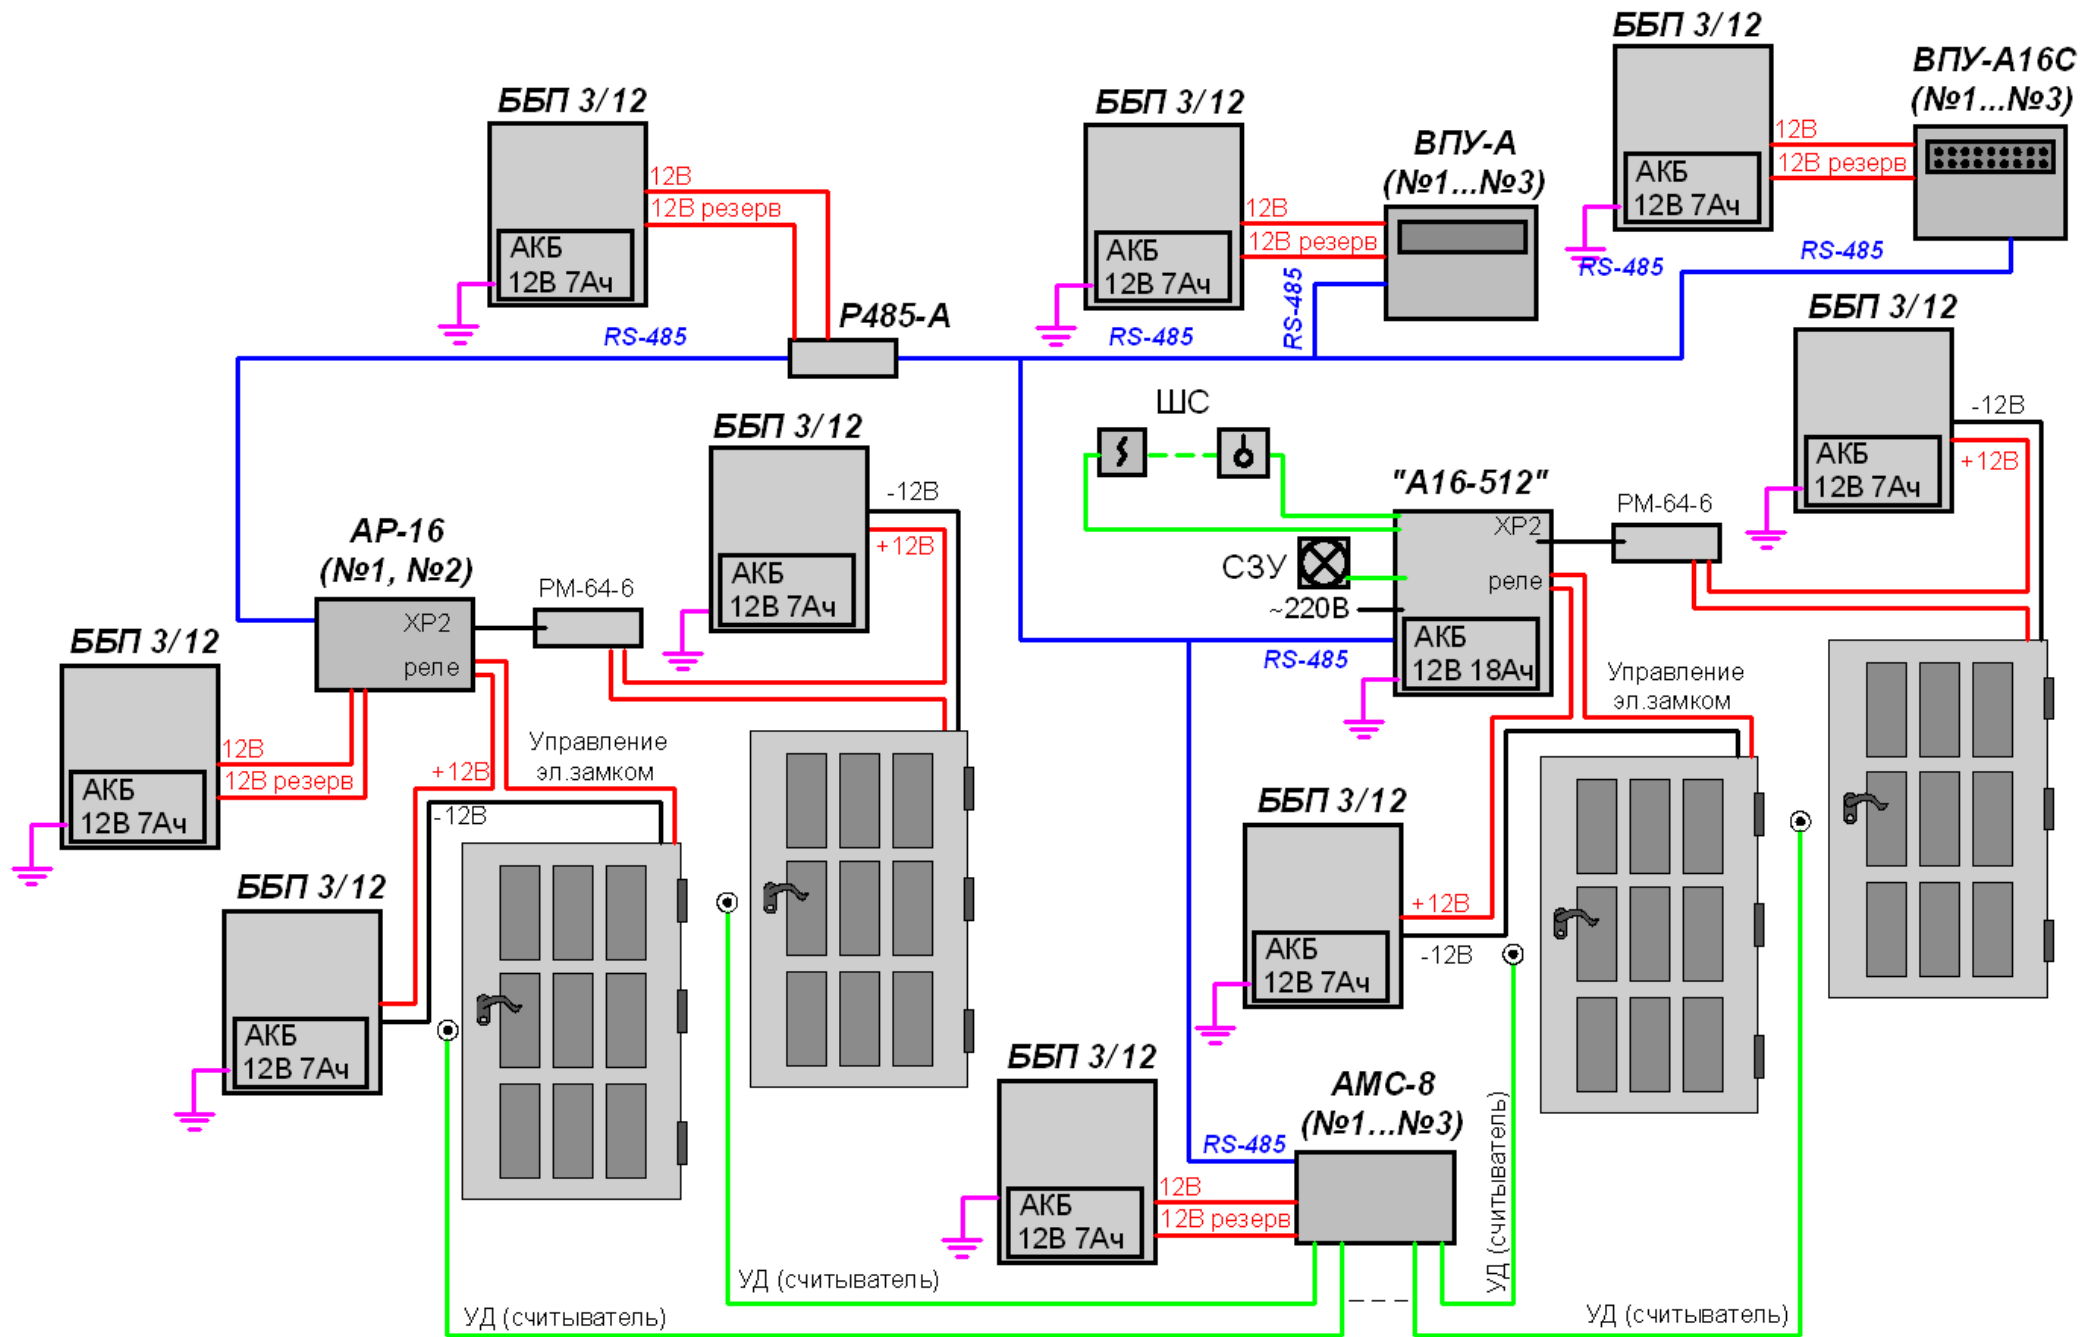 ББП 3/12
ВПУ-А16С
(№1...№3)
12В
12В резерв
АКБ
12В 7Ач
RS-485
RS-485
ББП 3/12
12В
12В резерв
АКБ
12В 7Ач
ББП 3/12
ВПУ-А
(№1...№3)
12В
12В резерв
АКБ
12В 7Ач
RS-485
Р485-А
RS-485
RS-485
ББП 3/12
-12В
+12В
АКБ
12В 7Ач
ШС
"А16-512"
ХР2
реле
РМ-64-6
СЗУ
~220В
АКБ
12В 18Ач
RS-485
ББП 3/12
-12В
+12В
АКБ
12В 7Ач
АР-16
(№1, №2)
ХР2
реле
РМ-64-6
ББП 3/12
12В
12В резерв
АКБ
12В 7Ач
Управление
эл.замком
+12В
-12В
Управление
эл.замком
ББП 3/12
АКБ
12В 7Ач
ББП 3/12
+12В
-12В
АКБ
12В 7Ач
ББП 3/12
АМС-8
(№1...№3)
RS-485
12В
12В резерв
АКБ
12В 7Ач
УД (считыватель)
УД (считыватель)
УД (считыватель)
УД (считыватель)